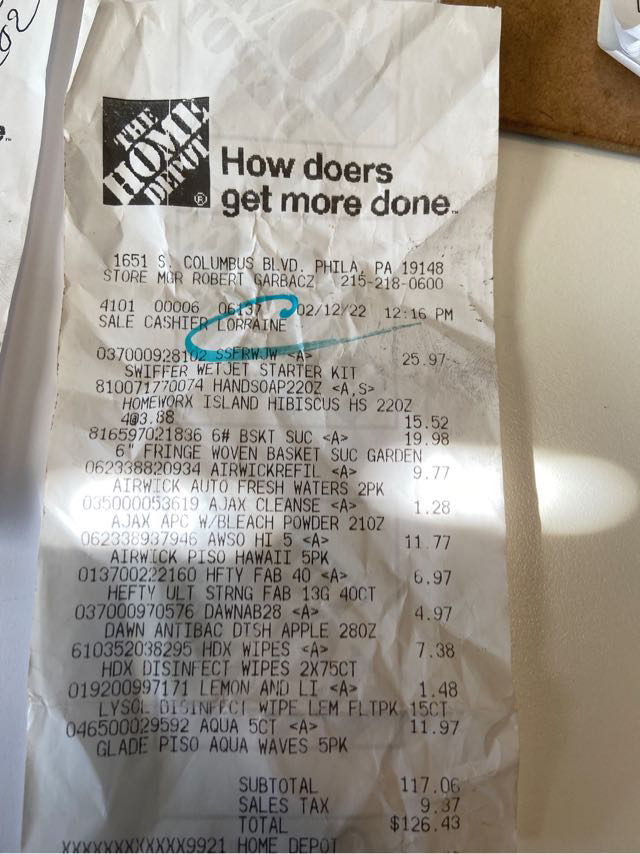 THE
HOME
DEPOT
®
How doers
get more done™
1651 S. COLUMBUS BLVD. PHILA, PA 19148
STORE MGR ROBERT GARBACZ 215-218-0600
4101 00006 06137 02/12/22 12:16 PM
SALE CASHIER LORRAINE
037000928102 SSFRWJW <A> 25.97
SWIFFER WETJET STARTER KIT
810071770074 HANDSOAP22OZ <A,S>
HOMEWORX ISLAND HIBISCUS HS 22OZ
4@3.88 15.52
816597021836 6# BSKT SUC <A> 19.98
6" FRINGE WOVEN BASKET SUC GARDEN
062338820934 AIRWICKREFIL <A> 9.77
AIRWICK AUTO FRESH WATERS 2PK
035000053619 AJAX CLEANSE <A> 1.28
AJAX APC W/BLEACH POWDER 21OZ
062338937946 AWSO HI 5 <A> 11.77
AIRWICK PISO HAWAII 5PK
013700222160 HFTY FAB 40 <A> 6.97
HEFTY ULT STRNG FAB 13G 40CT
037000970576 DAWNAB28 <A> 4.97
DAWN ANTIBAC DISH APPLE 28OZ
610352038295 HDX WIPES <A> 7.38
HDX DISINFECT WIPES 2X75CT
019200997171 LEMON AND LI <A> 1.48
LYSOL DISINFECT WIPE LEM FLTPK 15CT
046500029592 AQUA 5CT <A> 11.97
GLADE PISO AQUA WAVES 5PK
SUBTOTAL 117.06
SALES TAX 9.37
TOTAL $126.43
XXXXXXXXXXXX9921 HOME DEPOT